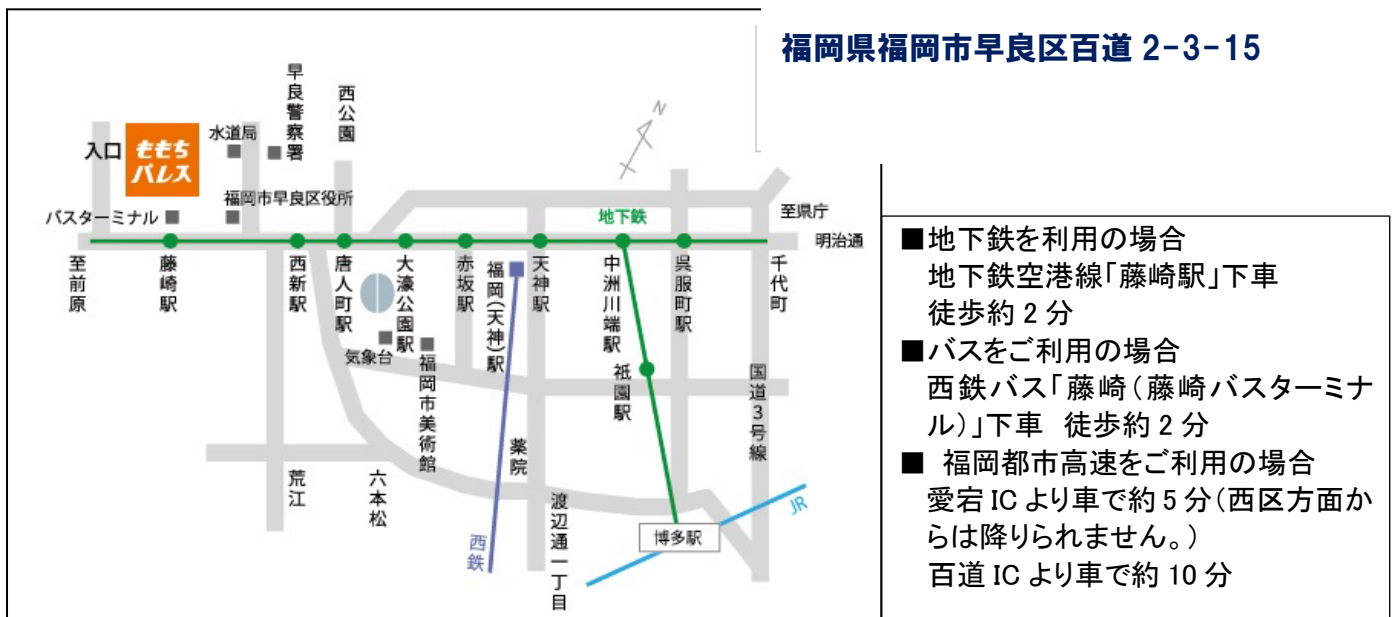 福岡県福岡市早良区百道 2-3-15
早良警察署
西公園
水道局
入口
ももち
パレス
N
福岡市早良区役所
バスターミナル
地下鉄
至県庁
明治通
至前原
藤崎駅
西新駅
唐人町駅
大濠公園駅
赤坂駅
福岡(天神)駅
天神駅
中洲川端駅
呉服町駅
千代町
気象台
福岡市美術館
祇園駅
国道3号線
薬院
荒江
六本松
渡辺通一丁目
西鉄
博多駅
JR
■地下鉄を利用の場合
地下鉄空港線「藤崎駅」下車
徒歩約 2 分
■バスをご利用の場合
西鉄バス「藤崎(藤崎バスターミナ
ル)」下車　徒歩約 2 分
■ 福岡都市高速をご利用の場合
愛宕 IC より車で約 5 分(西区方面か
らは降りられません。)
百道 IC より車で約 10 分